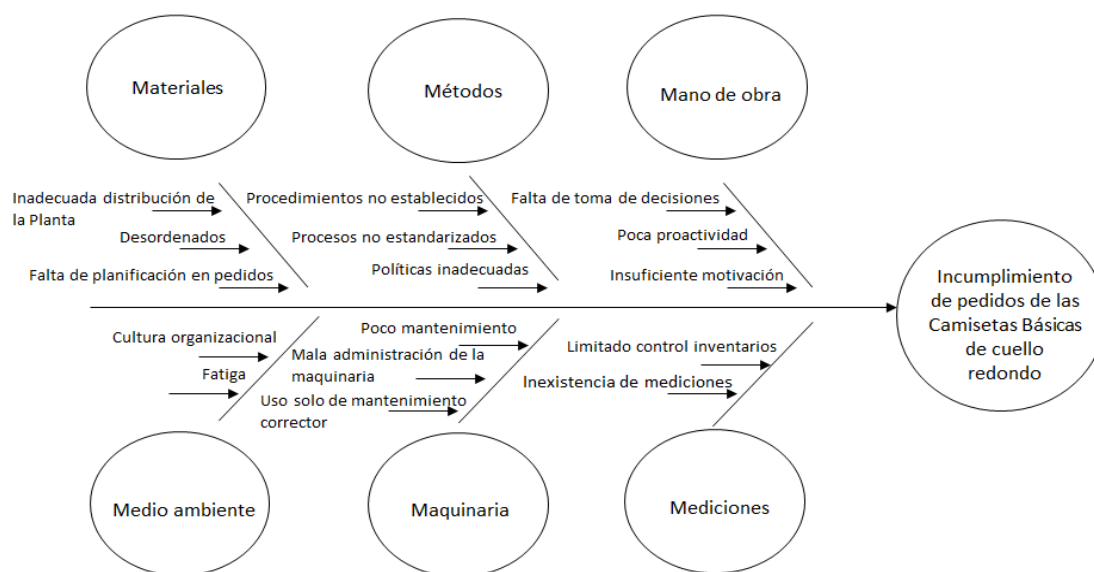 Materiales
Métodos
Mano de obra
Inadecuada distribución de
la Planta
Desordenados
Falta de planificación en pedidos
Procedimientos no establecidos
Procesos no estandarizados
Políticas inadecuadas
Falta de toma de decisiones
Poca proactividad
Insuficiente motivación
Incumplimiento
de pedidos de las
Camisetas Básicas
de cuello
redondo
Cultura organizacional
Fatiga
Poco mantenimiento
Mala administración de la
maquinaria
Uso solo de mantenimiento
corrector
Limitado control inventarios
Inexistencia de mediciones
Medio ambiente
Maquinaria
Mediciones